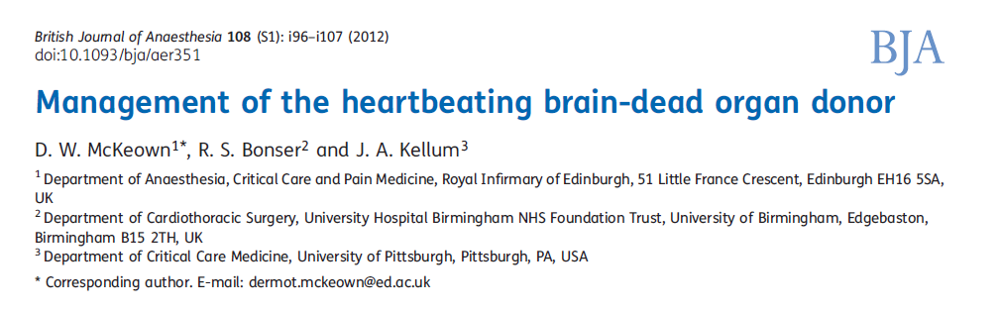 British Journal of Anaesthesia 108 (S1): i96–i107 (2012)
doi:10.1093/bja/aer351
BJA
Management of the heartbeating brain-dead organ donor
D. W. McKeown1*, R. S. Bonser2 and J. A. Kellum3
1 Department of Anaesthesia, Critical Care and Pain Medicine, Royal Infirmary of Edinburgh, 51 Little France Crescent, Edinburgh EH16 5SA,
UK
2 Department of Cardiothoracic Surgery, University Hospital Birmingham NHS Foundation Trust, University of Birmingham, Edgebaston,
Birmingham B15 2TH, UK
3 Department of Critical Care Medicine, University of Pittsburgh, Pittsburgh, PA, USA
* Corresponding author. E-mail: dermot.mckeown@ed.ac.uk